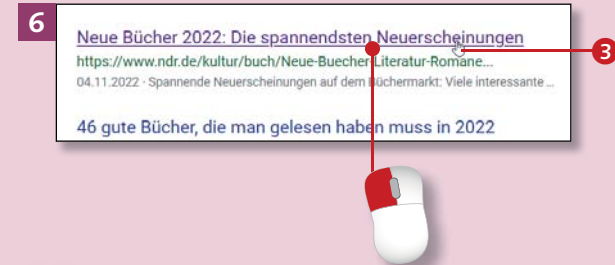 6
Neue Bücher 2022: Die spannendsten Neuerscheinungen
https://www.ndr.de/kultur/buch/Neue-Buecher-Literatur-Romane...
3
04.11.2022 · Spannende Neuerscheinungen auf dem Büchermarkt: Viele interessante ...
46 gute Bücher, die man gelesen haben muss in 2022